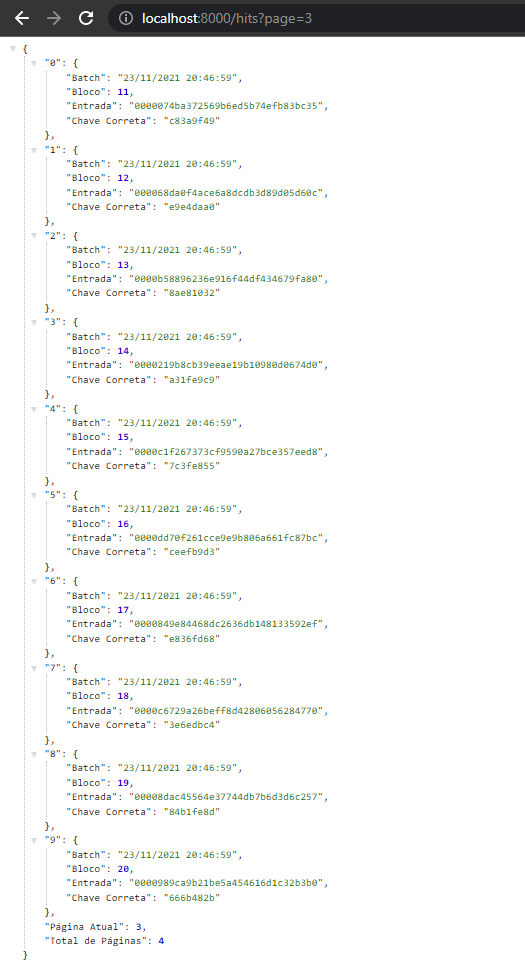 localhost:8000/hits?page=3
{
"0": {
"Batch": "23/11/2021 20:46:59",
"Bloco": 11,
"Entrada": "0000074ba372569b6ed5b74efb83bc35",
"Chave Correta": "c83a9f49"
},
"1": {
"Batch": "23/11/2021 20:46:59",
"Bloco": 12,
"Entrada": "000068da0f4ace6a8dcdb3d89d05d60c",
"Chave Correta": "e9e4daa0"
},
"2": {
"Batch": "23/11/2021 20:46:59",
"Bloco": 13,
"Entrada": "0000b58896236e916f44df434679fa80",
"Chave Correta": "8ae81032"
},
"3": {
"Batch": "23/11/2021 20:46:59",
"Bloco": 14,
"Entrada": "0000219b8cb39eeae19b10980d0674d0",
"Chave Correta": "a31fe9c9"
},
"4": {
"Batch": "23/11/2021 20:46:59",
"Bloco": 15,
"Entrada": "0000c1f267373cf9590a27bce357eed8",
"Chave Correta": "7c3fe855"
},
"5": {
"Batch": "23/11/2021 20:46:59",
"Bloco": 16,
"Entrada": "0000dd70f261cce9e9b806a661fc87bc",
"Chave Correta": "ceefb9d3"
},
"6": {
"Batch": "23/11/2021 20:46:59",
"Bloco": 17,
"Entrada": "0000849e84468dc2636db148133592ef",
"Chave Correta": "e836fd68"
},
"7": {
"Batch": "23/11/2021 20:46:59",
"Bloco": 18,
"Entrada": "0000c6729a26beff8d42806056284770",
"Chave Correta": "3e6edbc4"
},
"8": {
"Batch": "23/11/2021 20:46:59",
"Bloco": 19,
"Entrada": "00008dac45564e37744db7b6d3d6c257",
"Chave Correta": "84b1fe8d"
},
"9": {
"Batch": "23/11/2021 20:46:59",
"Bloco": 20,
"Entrada": "0000989ca9b21be5a454616d1c32b3b0",
"Chave Correta": "666b482b"
},
"Página Atual": 3,
"Total de Páginas": 4
}